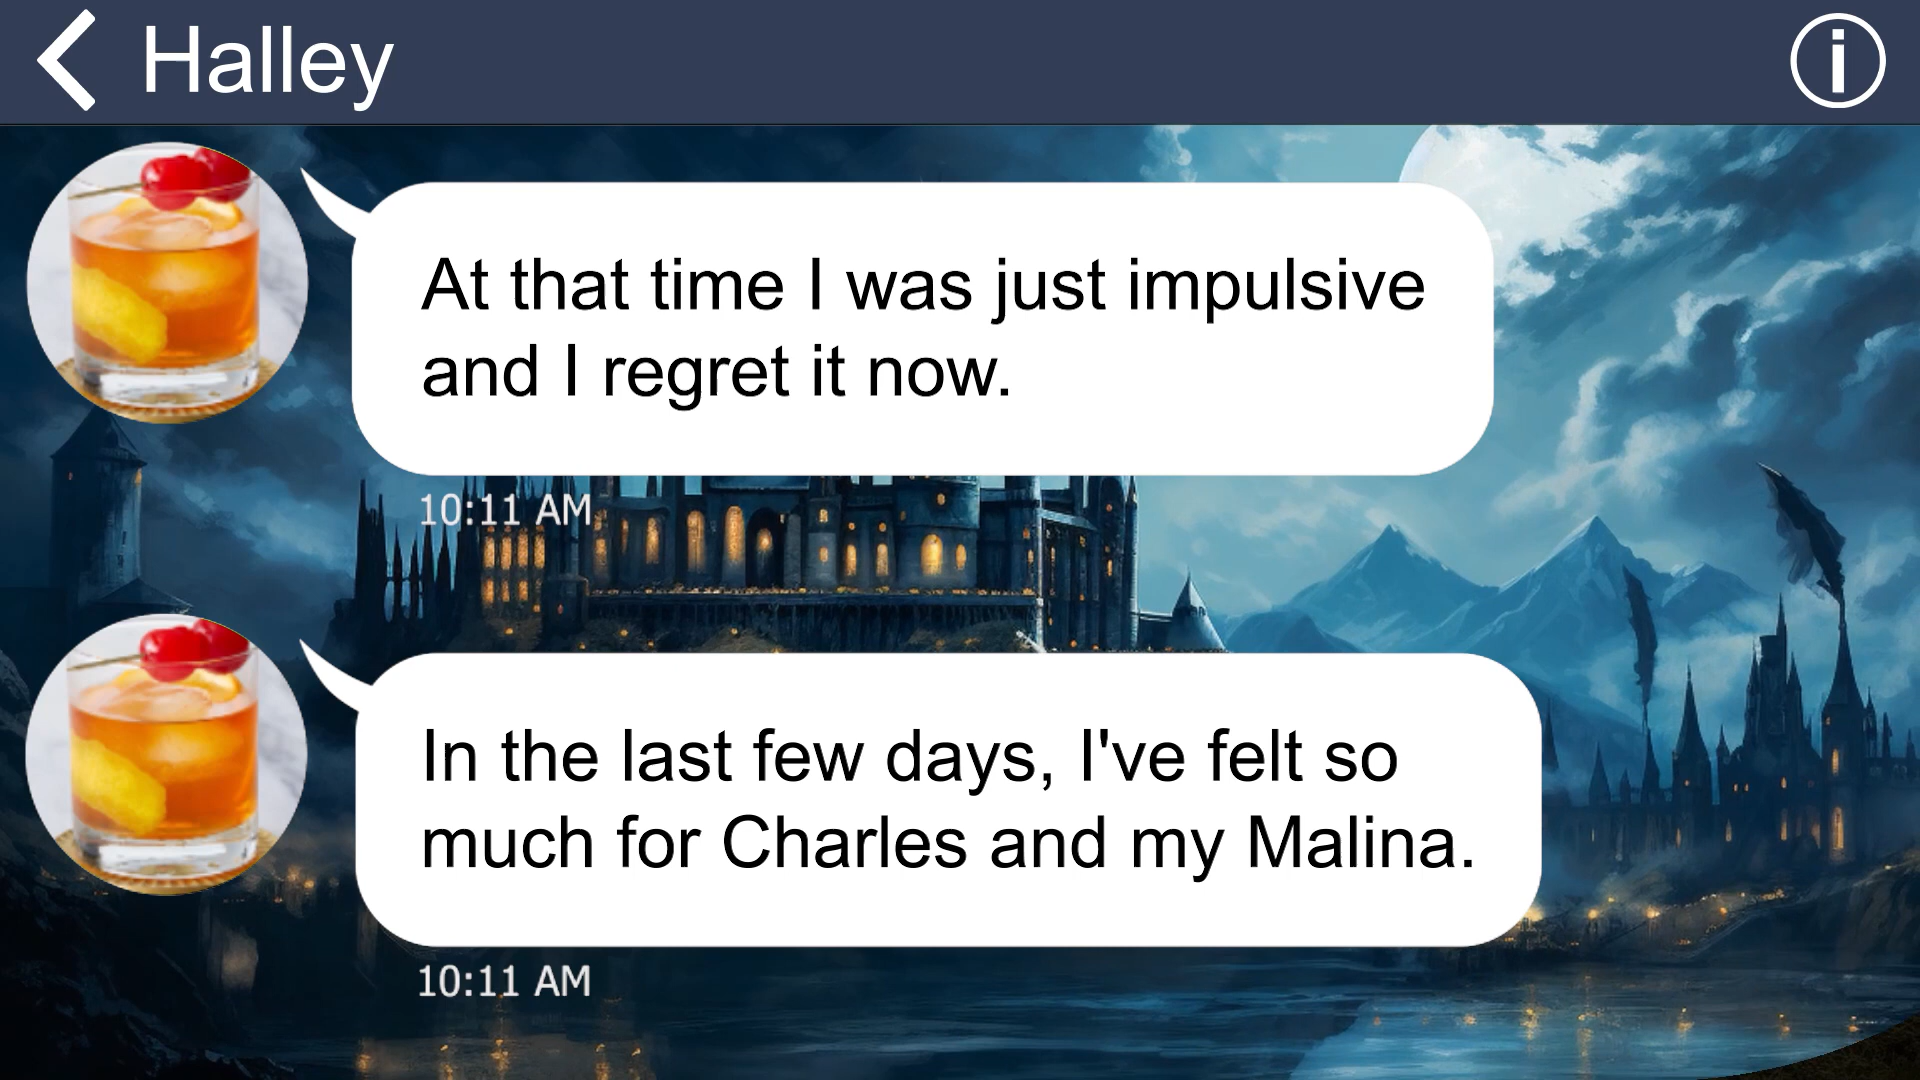 Halley
At that time I was just impulsive
and I regret it now.
10:11 AM
In the last few days, I've felt so
much for Charles and my Malina.
10:11 AM